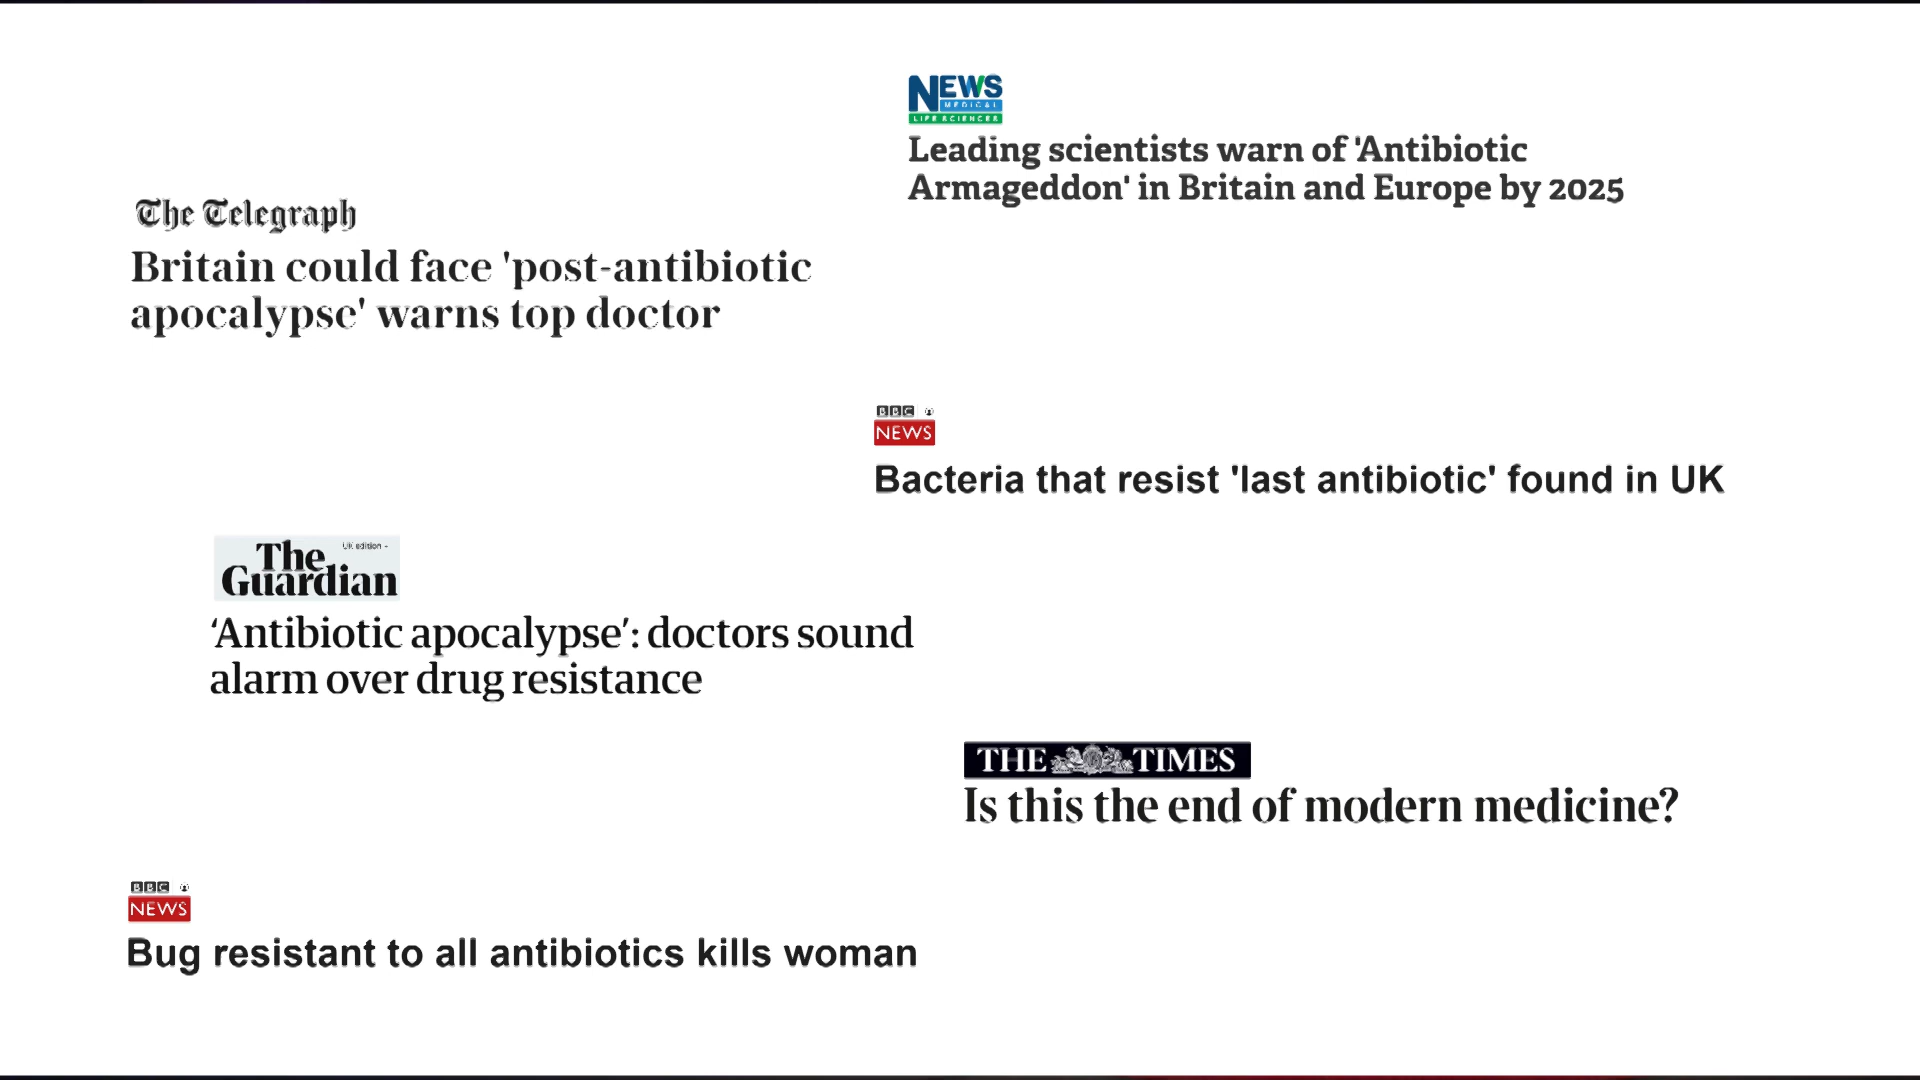 NEWS
MEDICAL
LIFE SCIENCES
Leading scientists warn of 'Antibiotic
Armageddon' in Britain and Europe by 2025
The Telegraph
Britain could face 'post-antibiotic
apocalypse' warns top doctor
BBC
NEWS
Bacteria that resist 'last antibiotic' found in UK
The
Guardian
UK edition
‘Antibiotic apocalypse’: doctors sound
alarm over drug resistance
THE TIMES
Is this the end of modern medicine?
BBC
NEWS
Bug resistant to all antibiotics kills woman